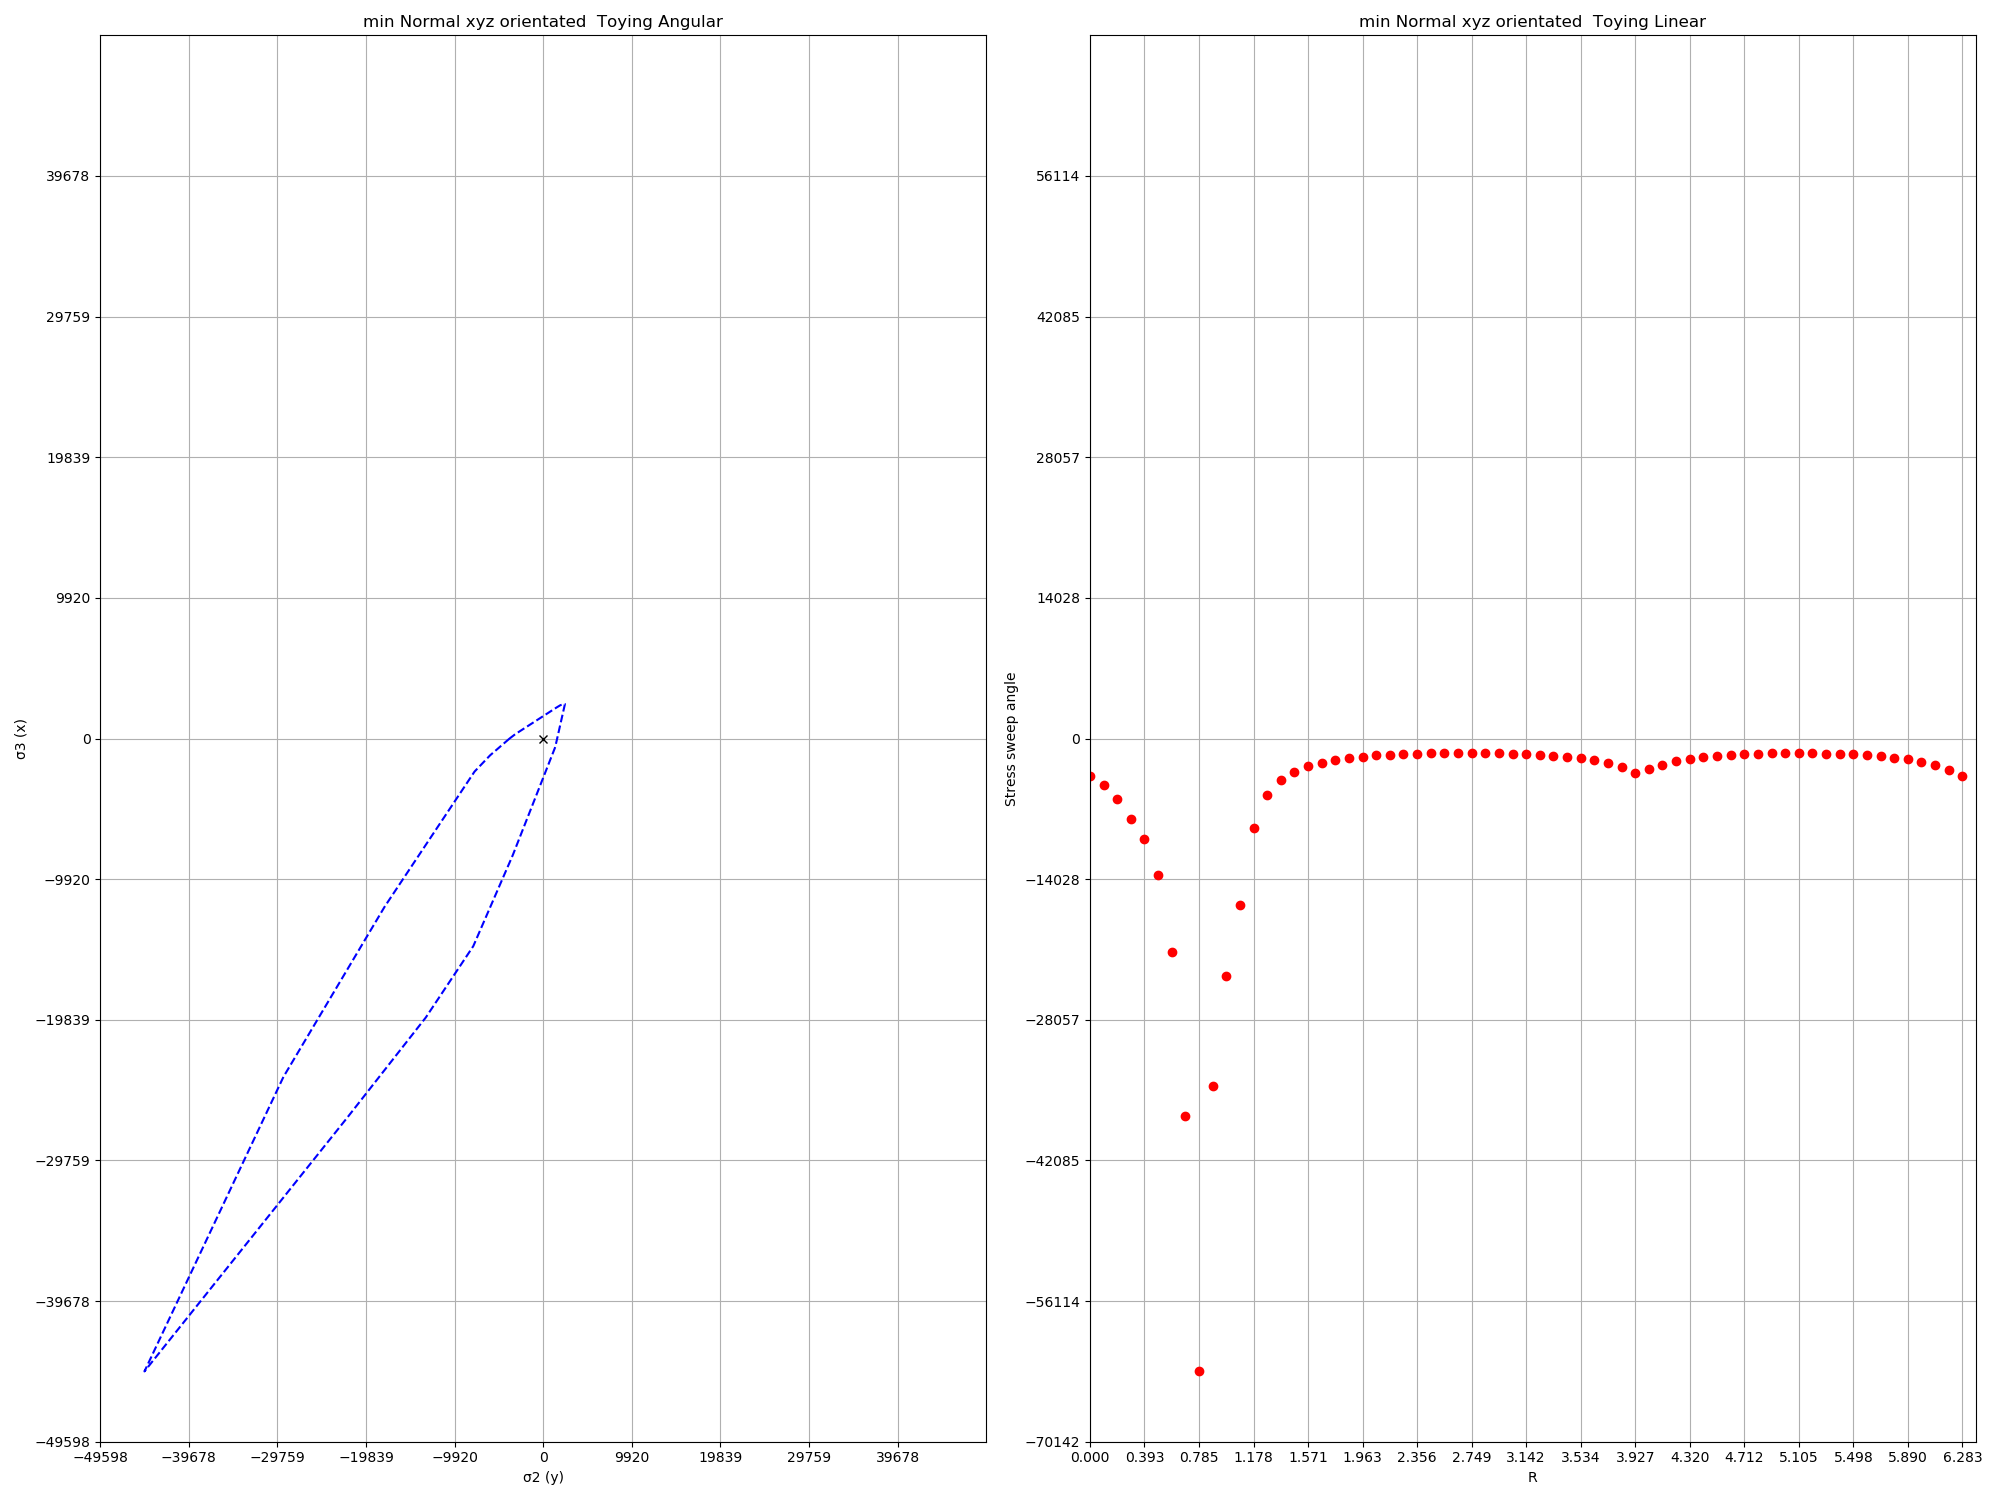 min Normal xyz orientated  Toying Angular
39678
29759
19839
9920
0
−9920
−19839
−29759
−39678
−49598
σ3 (x)
−49598 −39678 −29759 −19839 −9920 0 9920 19839 29759 39678
σ2 (y)
min Normal xyz orientated  Toying Linear
56114
42085
28057
14028
0
−14028
−28057
−42085
−56114
−70142
Stress sweep angle
0.000 0.393 0.785 1.178 1.571 1.963 2.356 2.749 3.142 3.534 3.927 4.320 4.712 5.105 5.498 5.890 6.283
R